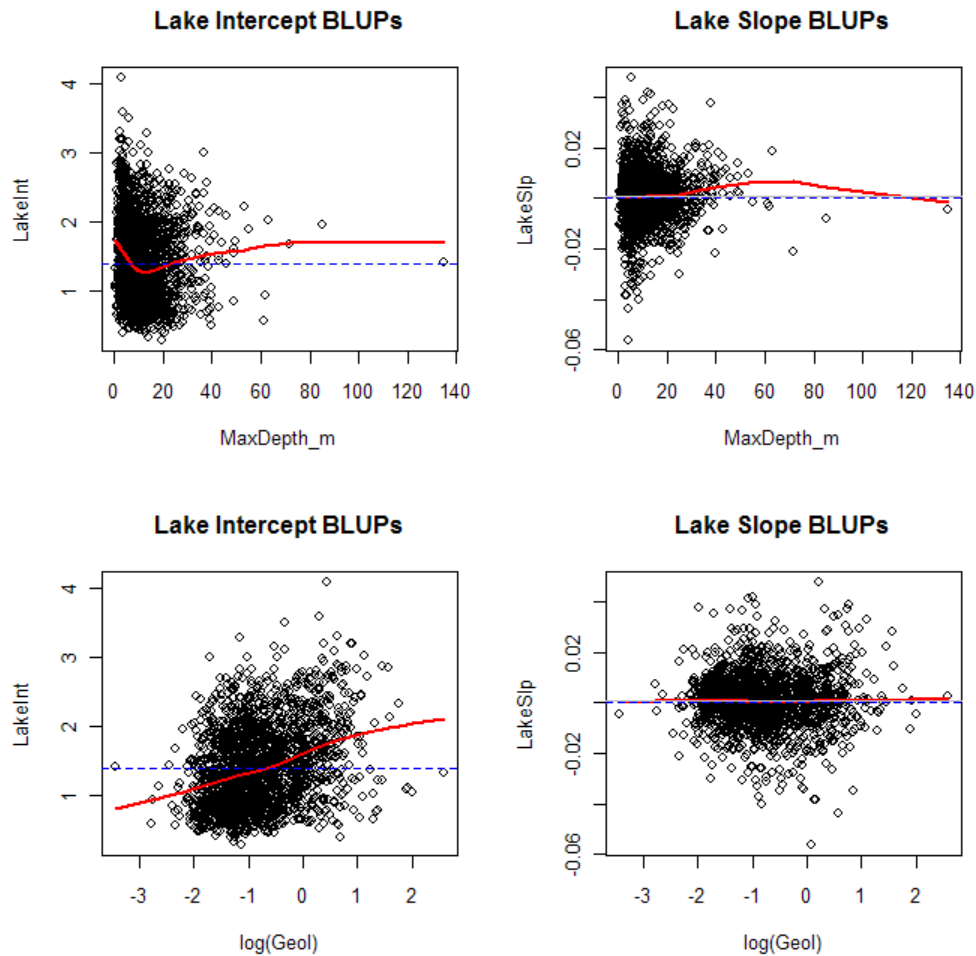 Lake Intercept BLUPs
Lake Slope BLUPs
LakeInt
4
3
2
1
0 20 40 60 80 100 120 140
MaxDepth_m
LakeSlp
0.02
-0.02
-0.06
0 20 40 60 80 100 120 140
MaxDepth_m
Lake Intercept BLUPs
Lake Slope BLUPs
LakeInt
4
3
2
1
-3 -2 -1 0 1 2
log(GeoI)
LakeSlp
0.02
-0.02
-0.06
-3 -2 -1 0 1 2
log(GeoI)